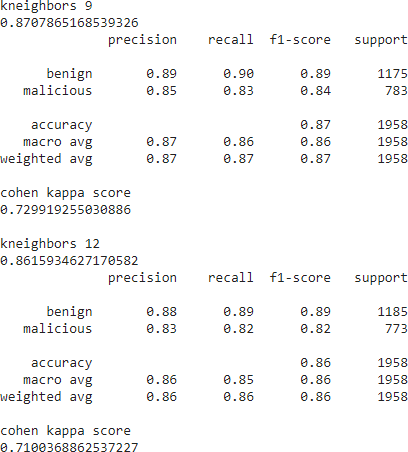 kneighbors 9
0.8707865168539326
precision recall f1-score support
benign 0.89 0.90 0.89 1175
malicious 0.85 0.83 0.84 783
accuracy 0.87 1958
macro avg 0.87 0.86 0.86 1958
weighted avg 0.87 0.87 0.87 1958
cohen kappa score
0.729919255030886
kneighbors 12
0.8615934627170582
precision recall f1-score support
benign 0.88 0.89 0.89 1185
malicious 0.83 0.82 0.82 773
accuracy 0.86 1958
macro avg 0.86 0.85 0.86 1958
weighted avg 0.86 0.86 0.86 1958
cohen kappa score
0.7100368862537227